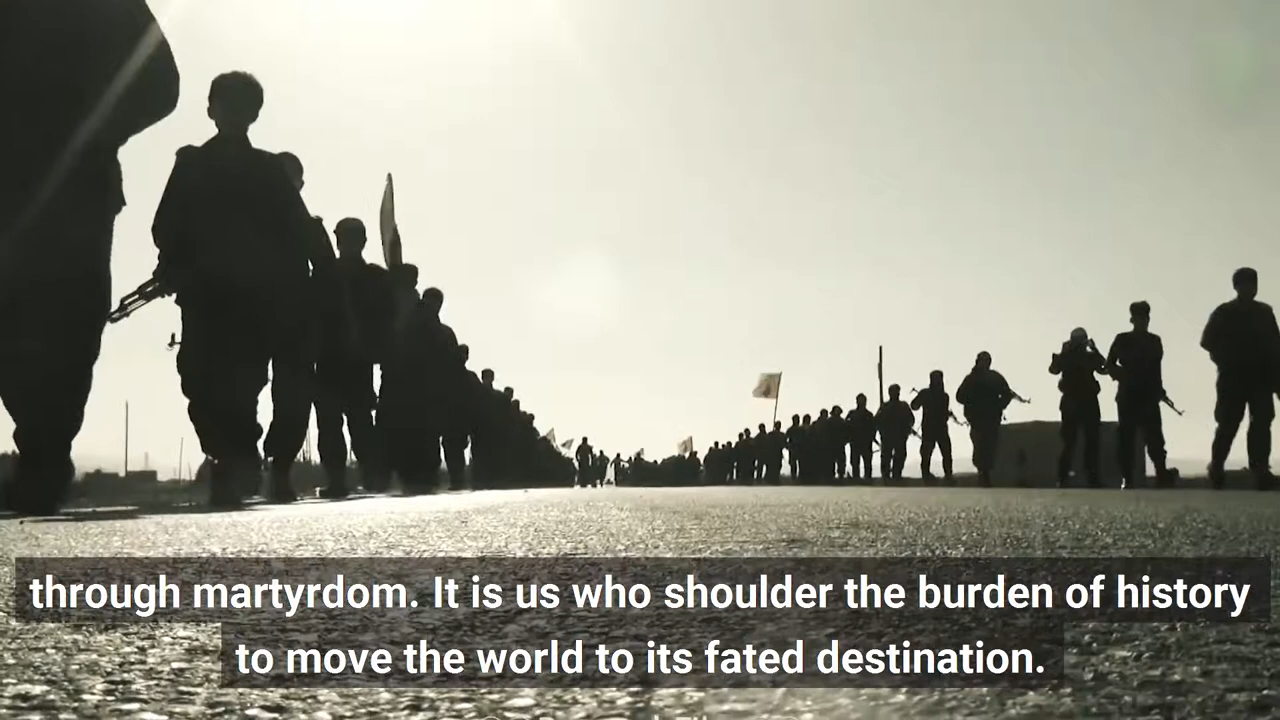 through martyrdom. It is us who shoulder the burden of history
to move the world to its fated destination.